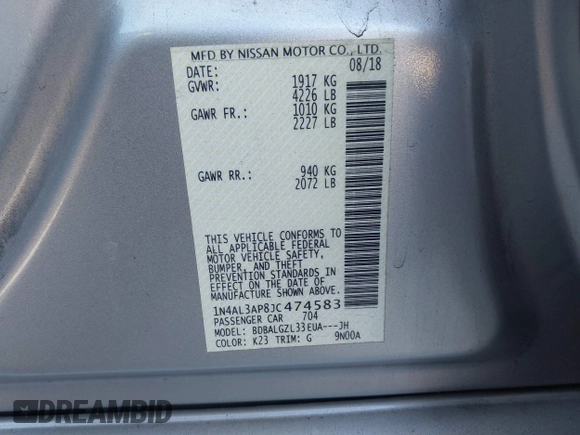 MFD BY NISSAN MOTOR CO., LTD.
DATE: 08/18
GVWR: 1917 KG
4226 LB
GAWR FR.: 1010 KG
2227 LB
GAWR RR.: 940 KG
2072 LB
THIS VEHICLE CONFORMS TO
ALL APPLICABLE FEDERAL
MOTOR VEHICLE SAFETY,
BUMPER, AND THEFT
PREVENTION STANDARDS IN
EFFECT ON THE DATE OF
MANUFACTURE SHOWN ABOVE.
1N4AL3AP8JC474583
PASSENGER CAR 704
MODEL: BDBALGZL33EUA---JH
COLOR: K23 TRIM: G 9N00A
DREAMBID